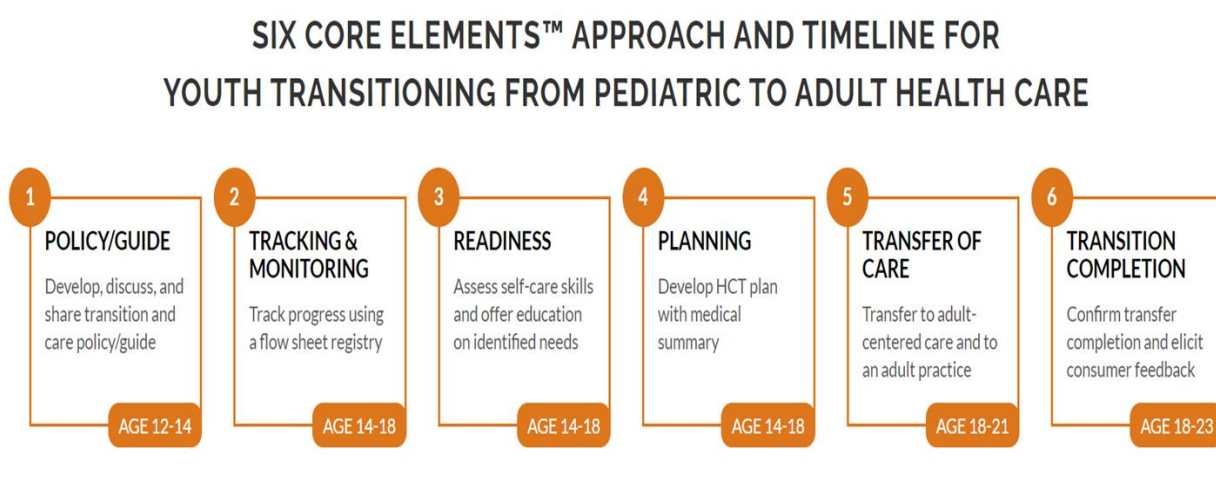 SIX CORE ELEMENTS™ APPROACH AND TIMELINE FOR
YOUTH TRANSITIONING FROM PEDIATRIC TO ADULT HEALTH CARE
1
POLICY/GUIDE
Develop, discuss, and
share transition and
care policy/guide
AGE 12-14
2
TRACKING &
MONITORING
Track progress using
a flow sheet registry
AGE 14-18
3
READINESS
Assess self-care skills
and offer education
on identified needs
AGE 14-18
4
PLANNING
Develop HCT plan
with medical
summary
AGE 14-18
5
TRANSFER OF
CARE
Transfer to adult-
centered care and to
an adult practice
AGE 18-21
6
TRANSITION
COMPLETION
Confirm transfer
completion and elicit
consumer feedback
AGE 18-23